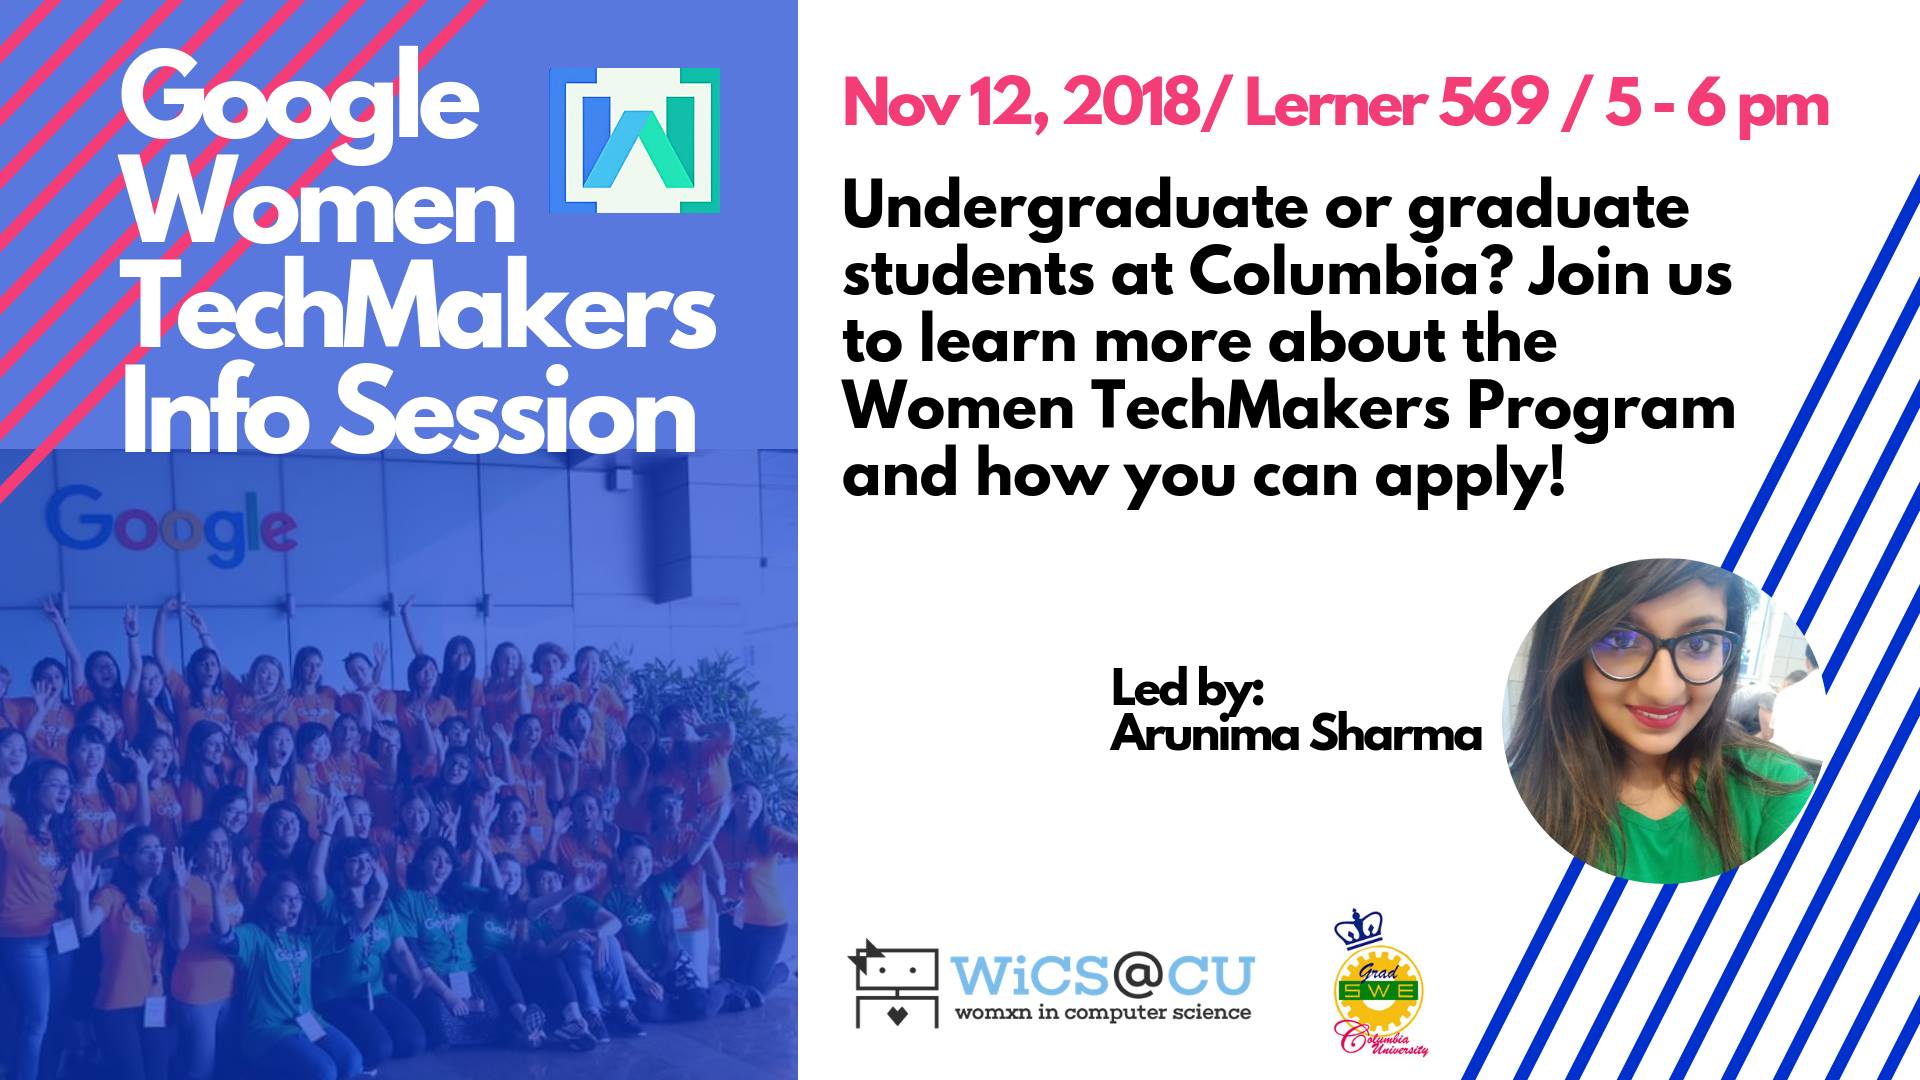 Google
Women
TechMakers
Info Session
Nov 12, 2018/ Lerner 569 / 5 - 6 pm
Undergraduate or graduate
students at Columbia? Join us
to learn more about the
Women TechMakers Program
and how you can apply!
Google
Led by:
Arunima Sharma
Google
Google
WiCS@CU
womxn in computer science
Grad
SWE
Columbia
University